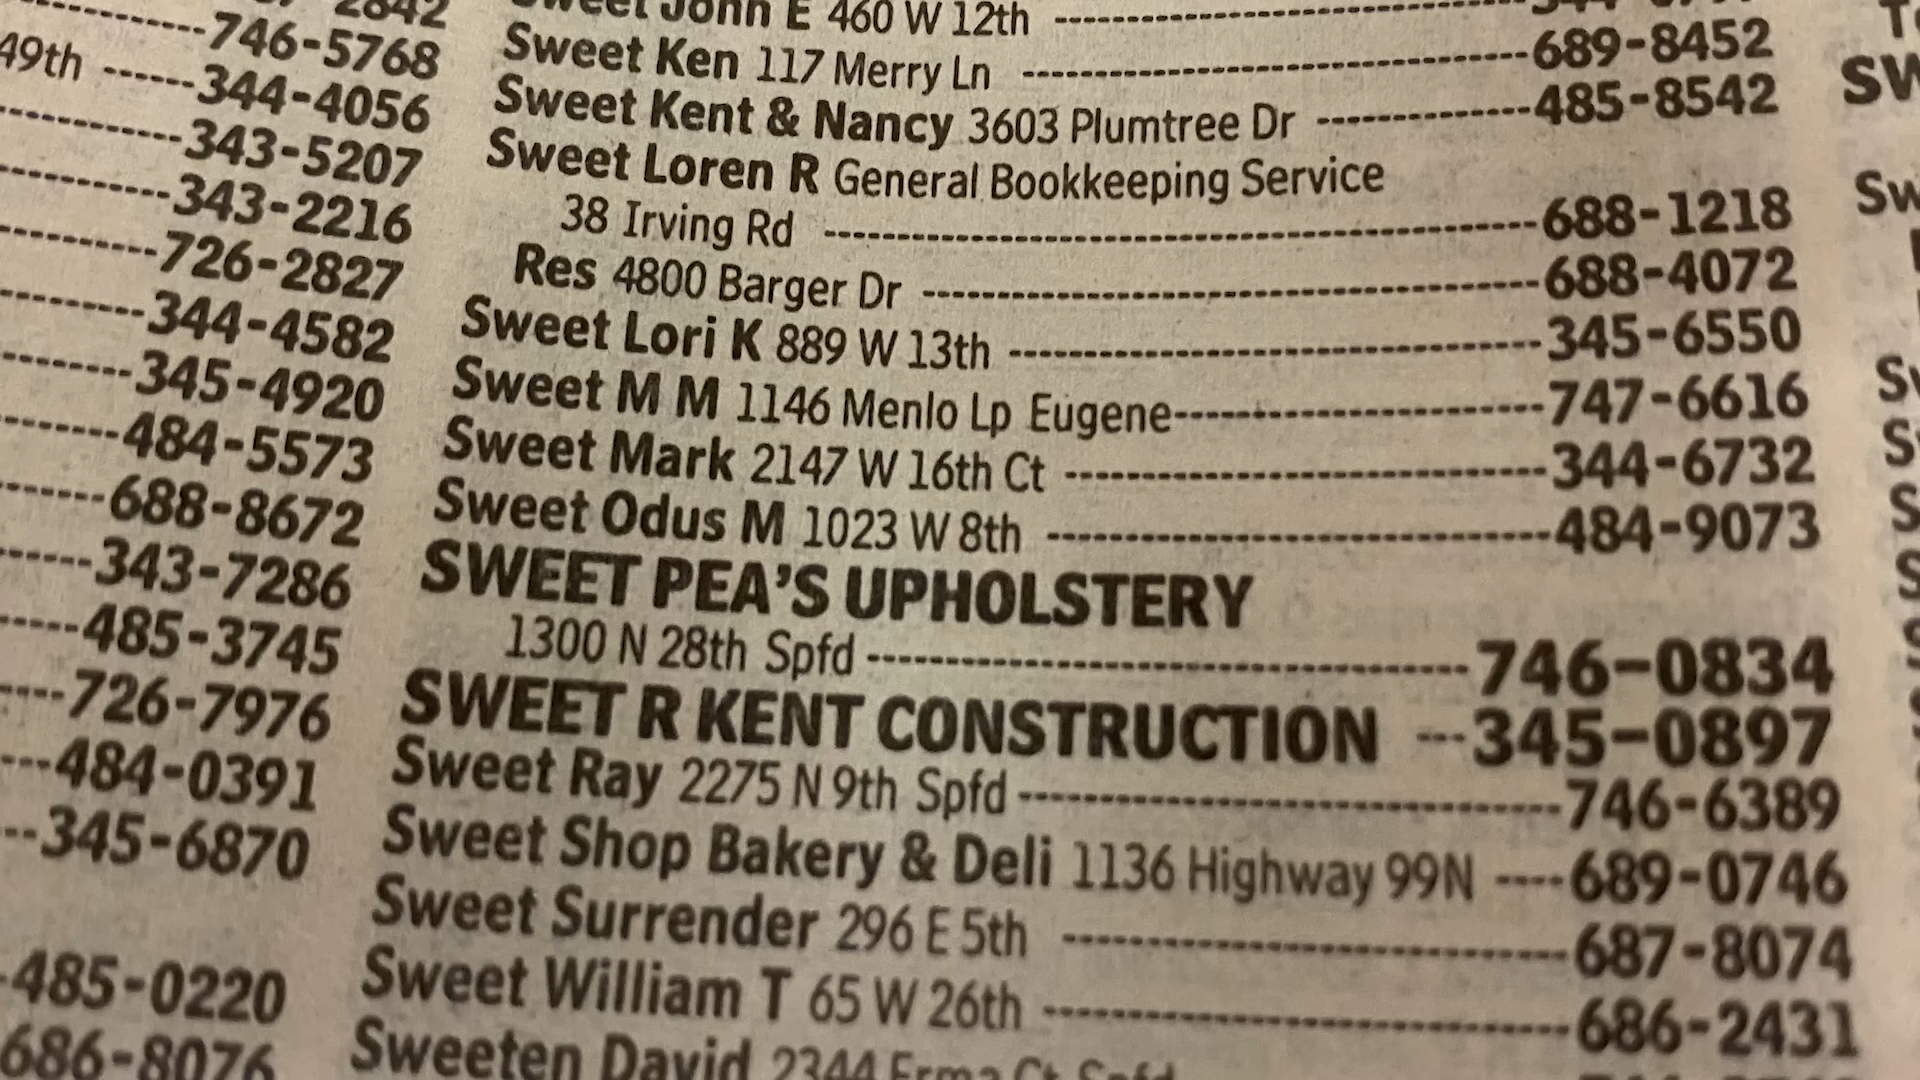 2842
746-5768
49th 344-4056
343-5207
343-2216
726-2827
344-4582
345-4920
484-5573
688-8672
343-7286
485-3745
726-7976
484-0391
345-6870
485-0220
686-8076
Sweet John E 460 W 12th
Sweet Ken 117 Merry Ln 689-8452
Sweet Kent & Nancy 3603 Plumtree Dr 485-8542
Sweet Loren R General Bookkeeping Service
38 Irving Rd 688-1218
Res 4800 Barger Dr 688-4072
Sweet Lori K 889 W 13th 345-6550
Sweet M M 1146 Menlo Lp Eugene 747-6616
Sweet Mark 2147 W 16th Ct 344-6732
Sweet Odus M 1023 W 8th 484-9073
SWEET PEA'S UPHOLSTERY
1300 N 28th Spfd 746-0834
SWEET R KENT CONSTRUCTION 345-0897
Sweet Ray 2275 N 9th Spfd 746-6389
Sweet Shop Bakery & Deli 1136 Highway 99N 689-0746
Sweet Surrender 296 E 5th 687-8074
Sweet William T 65 W 26th 686-2431
Sweeten David 2344 Erma Ct Spfd